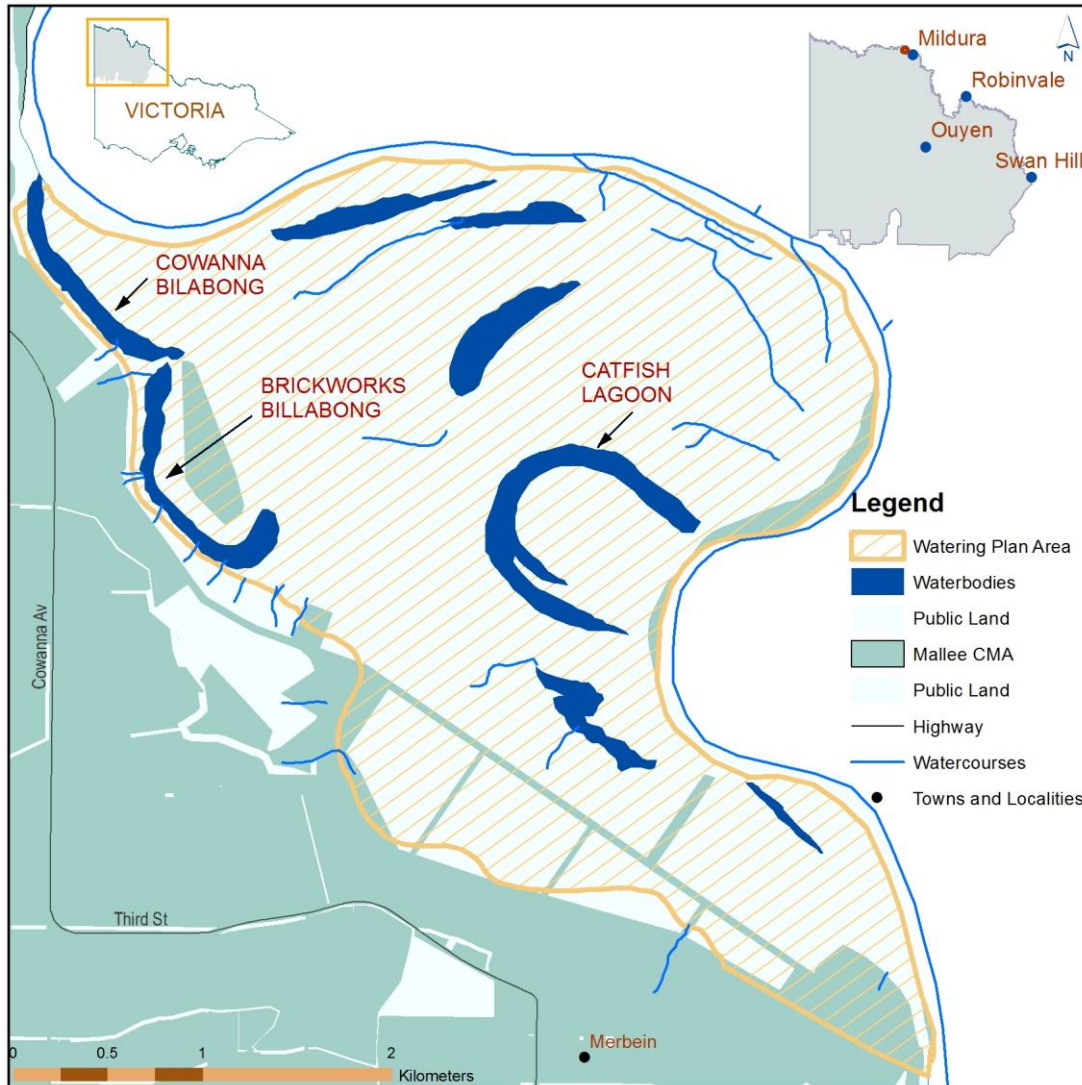 VICTORIA
Mildura
N
Robinvale
Ouyen
Swan Hill
COWANNA
BILABONG
BRICKWORKS
BILLABONG
CATFISH
LAGOON
Legend
Watering Plan Area
Waterbodies
Public Land
Mallee CMA
Public Land
Highway
Watercourses
Towns and Localities
Cowanna Av
Third St
Merbein
0 0.5 1 2
Kilometers